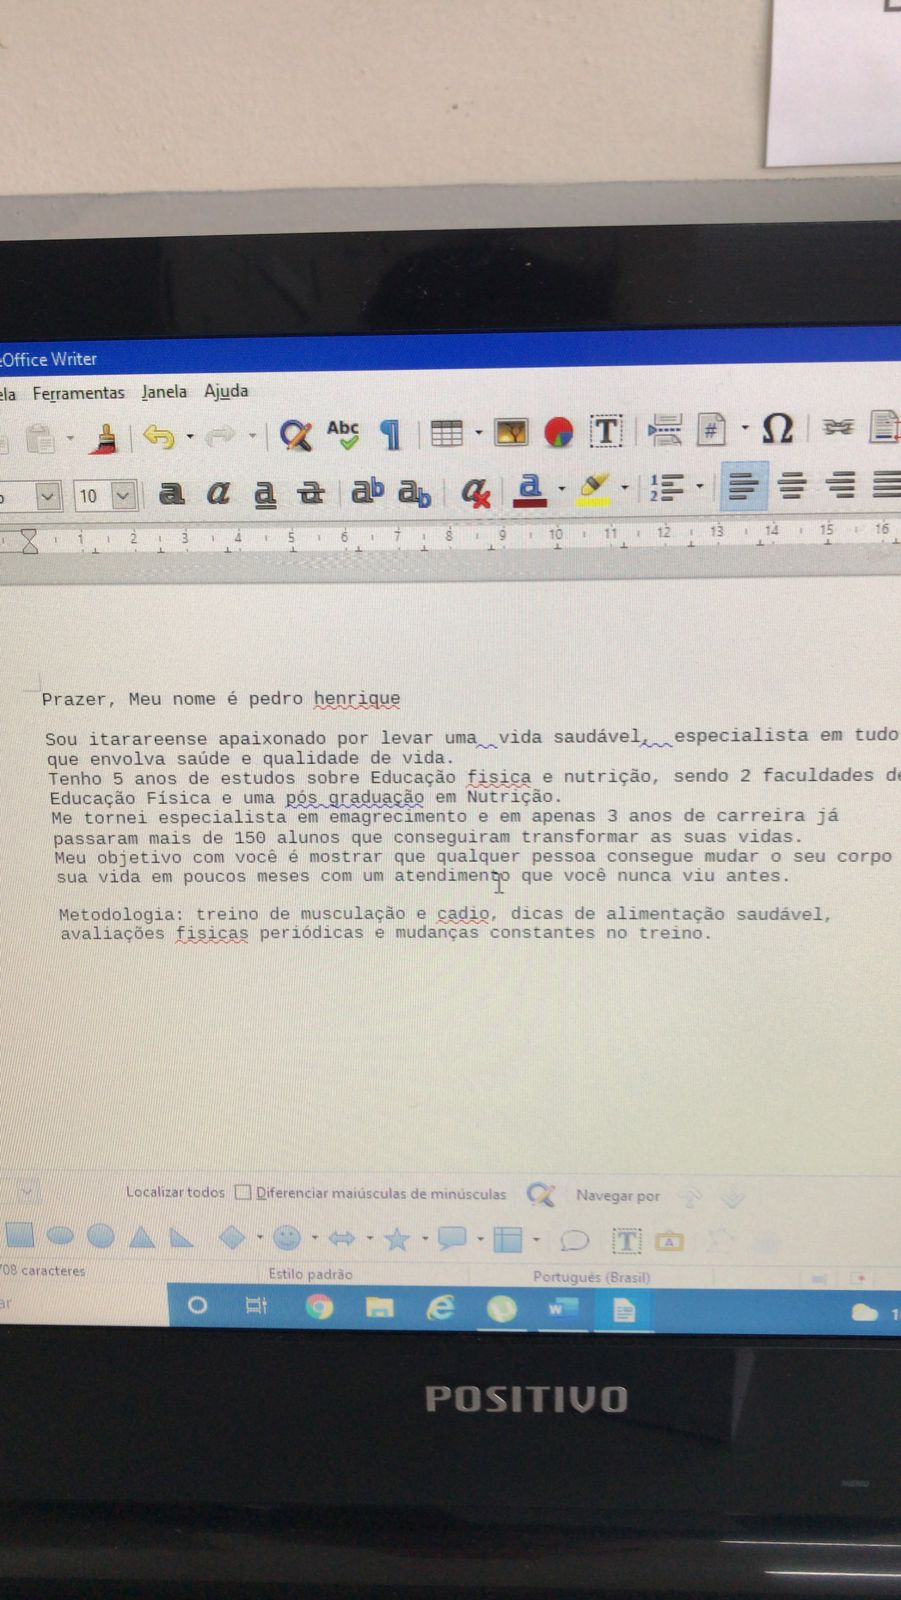 Office Writer
ela Ferramentas Janela Ajuda
Abc
T # Ω
10 a a a a ab ab a a
1 2 3 4 5 6 7 8 9 10 11 12 13 14 15 16
Prazer, Meu nome é pedro henrique
Sou itarareense apaixonado por levar uma  vida saudável,  especialista em tudo
que envolva saúde e qualidade de vida.
Tenho 5 anos de estudos sobre Educação fisica e nutrição, sendo 2 faculdades de
Educação Física e uma pós graduação em Nutrição.
Me tornei especialista em emagrecimento e em apenas 3 anos de carreira já
passaram mais de 150 alunos que conseguiram transformar as suas vidas.
Meu objetivo com você é mostrar que qualquer pessoa consegue mudar o seu corpo
sua vida em poucos meses com um atendimento que você nunca viu antes.
Metodologia: treino de musculação e cadio, dicas de alimentação saudável,
avaliações fisicas periódicas e mudanças constantes no treino.
Localizar todos Diferenciar maiúsculas de minúsculas Navegar por
T A
708 caracteres Estilo padrão Português (Brasil)
ar
POSITIVO